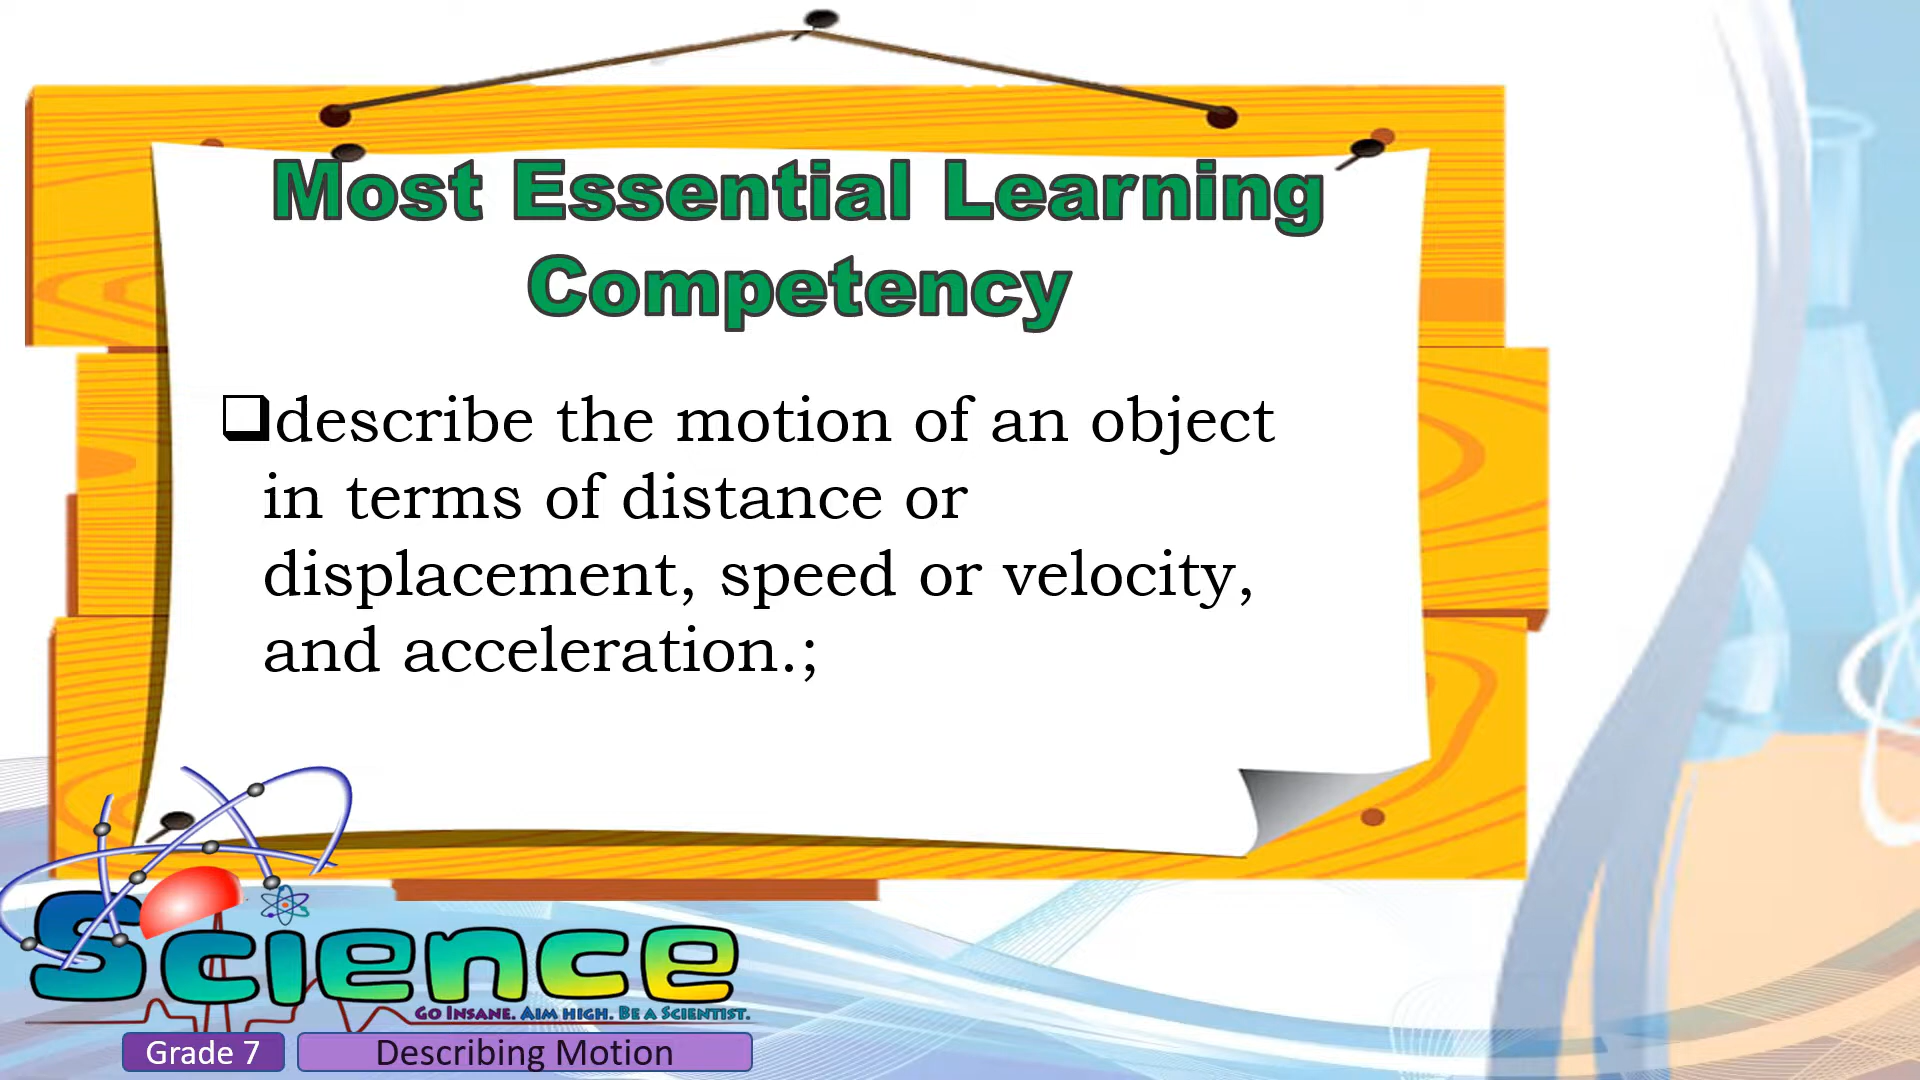 Most Essential Learning
Competency
❑describe the motion of an object
in terms of distance or
displacement, speed or velocity,
and acceleration.;
Science
GO INSANE. AIM HIGH. BE A SCIENTIST.
Grade 7
Describing Motion